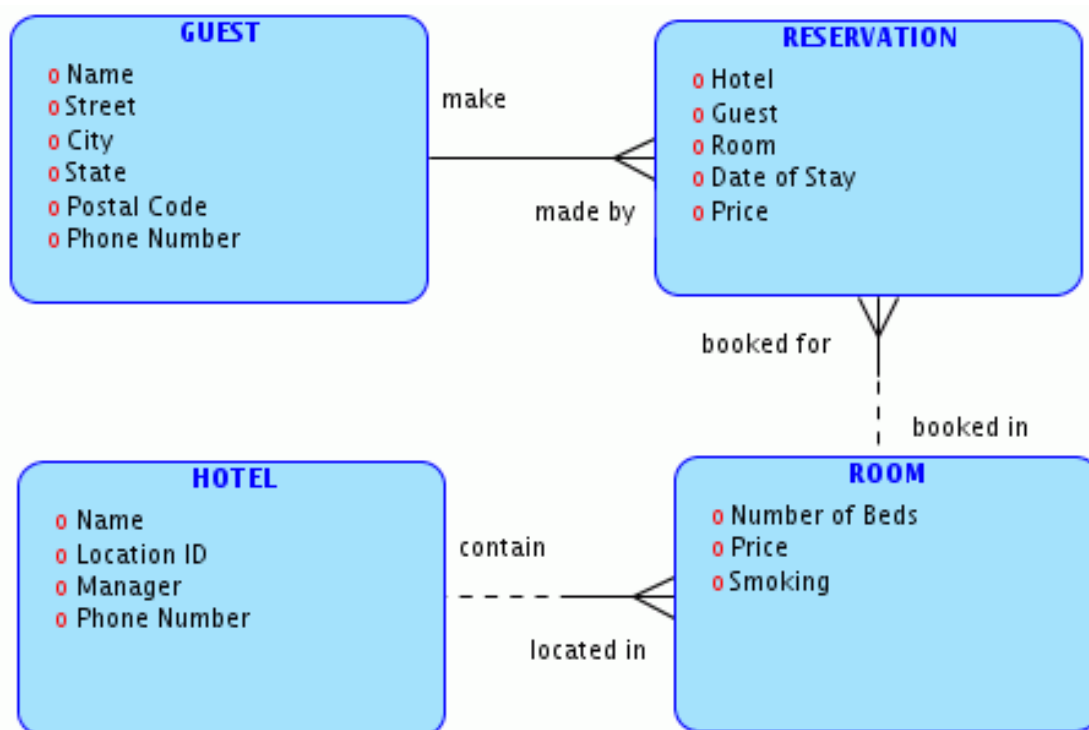 GUEST
o Name
o Street
o City
o State
o Postal Code
o Phone Number
make
made by
RESERVATION
o Hotel
o Guest
o Room
o Date of Stay
o Price
booked for
booked in
HOTEL
o Name
o Location ID
o Manager
o Phone Number
contain
located in
ROOM
o Number of Beds
o Price
o Smoking